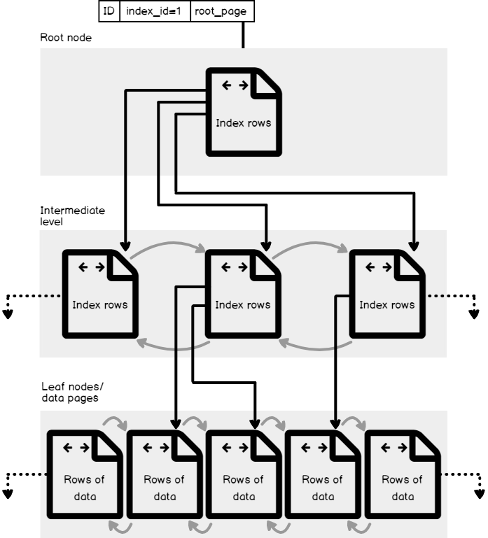 ID index_id=1 root_page
Root node
Index rows
Intermediate
level
Index rows Index rows Index rows
Leaf nodes/
data pages
Rows of Rows of Rows of Rows of Rows of
data data data data data